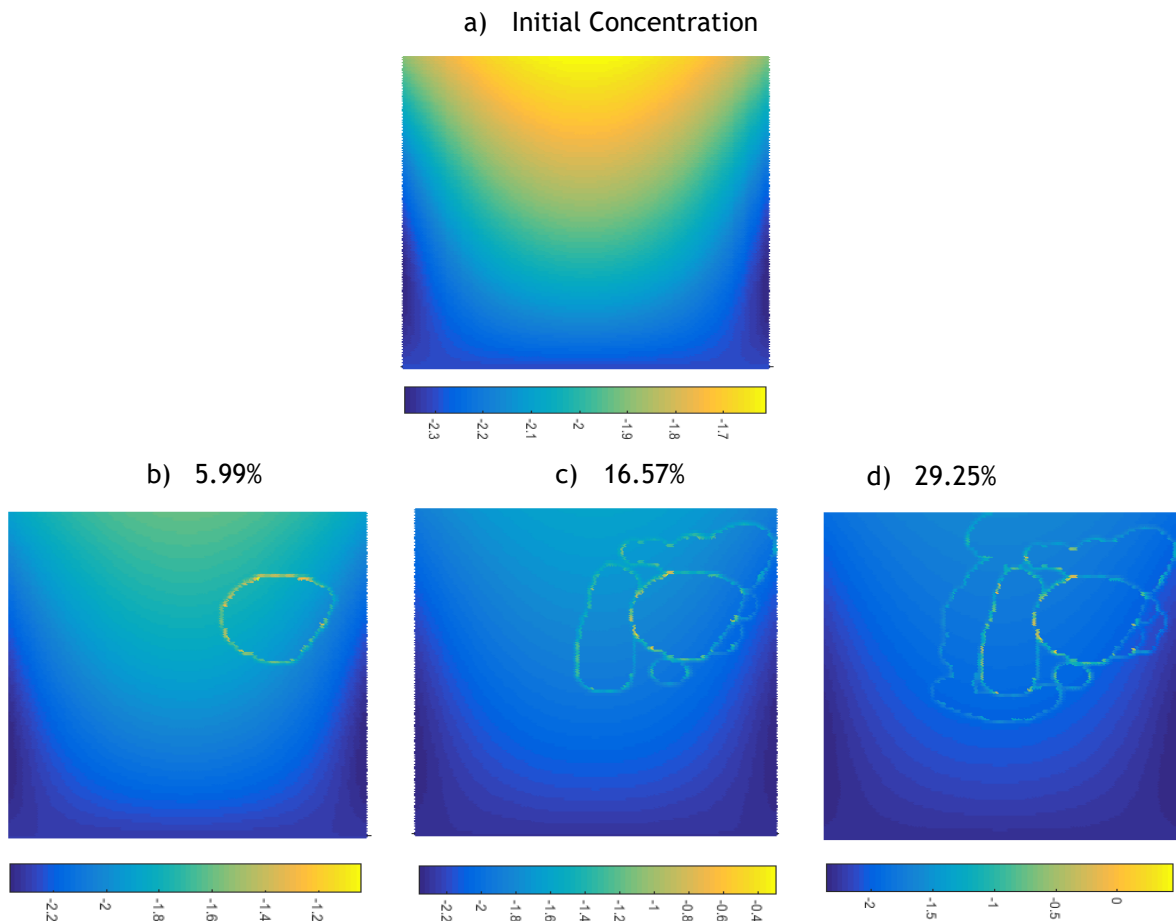 a) Initial Concentration
-2.3 -2.2 -2.1 -2 -1.9 -1.8 -1.7
b) 5.99%
c) 16.57%
d) 29.25%
-2.2 -2 -1.8 -1.6 -1.4 -1.2
-2.2 -2 -1.8 -1.6 -1.4 -1.2 -1 -0.8 -0.6 -0.4
-2 -1.5 -1 -0.5 0